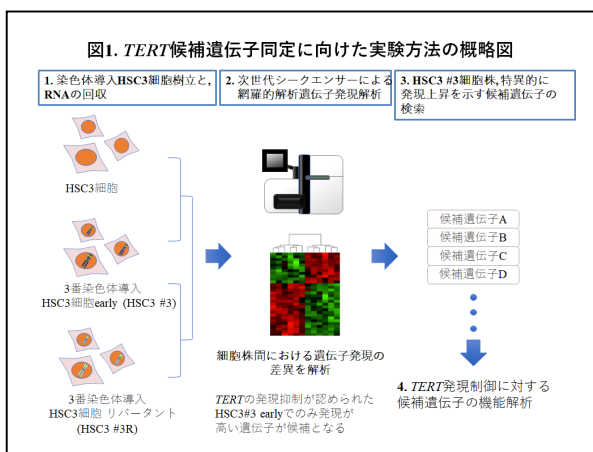 図1. TERT候補遺伝子同定に向けた実験方法の概略図
1. 染色体導入HSC3細胞樹立と,
RNAの回収
2. 次世代シークエンサーによる
網羅的解析遺伝子発現解析
3. HSC3 #3細胞株, 特異的に
発現上昇を示す候補遺伝子の
検索
HSC3細胞
3番染色体導入
HSC3細胞early (HSC3 #3)
3番染色体導入
HSC3細胞 リバータント
(HSC3 #3R)
細胞株間における遺伝子発現の
差異を解析
TERTの発現抑制が認められた
HSC3#3 earlyでのみ発現が
高い遺伝子が候補となる
候補遺伝子A
候補遺伝子B
候補遺伝子C
候補遺伝子D
4. TERT発現制御に対する
候補遺伝子の機能解析